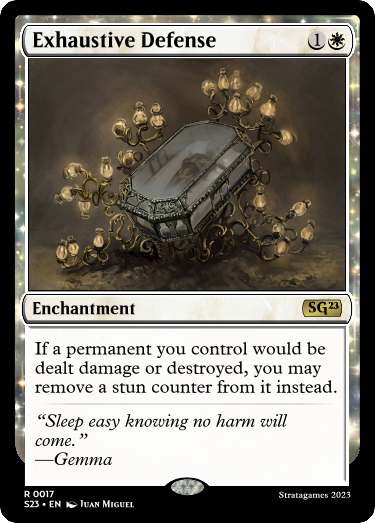 Exhaustive Defense 1
Enchantment SG23
If a permanent you control would be
dealt damage or destroyed, you may
remove a stun counter from it instead.
“Sleep easy knowing no harm will
come.”
—Gemma
R 0017 Stratagames 2023
S23 • EN Juan Miguel